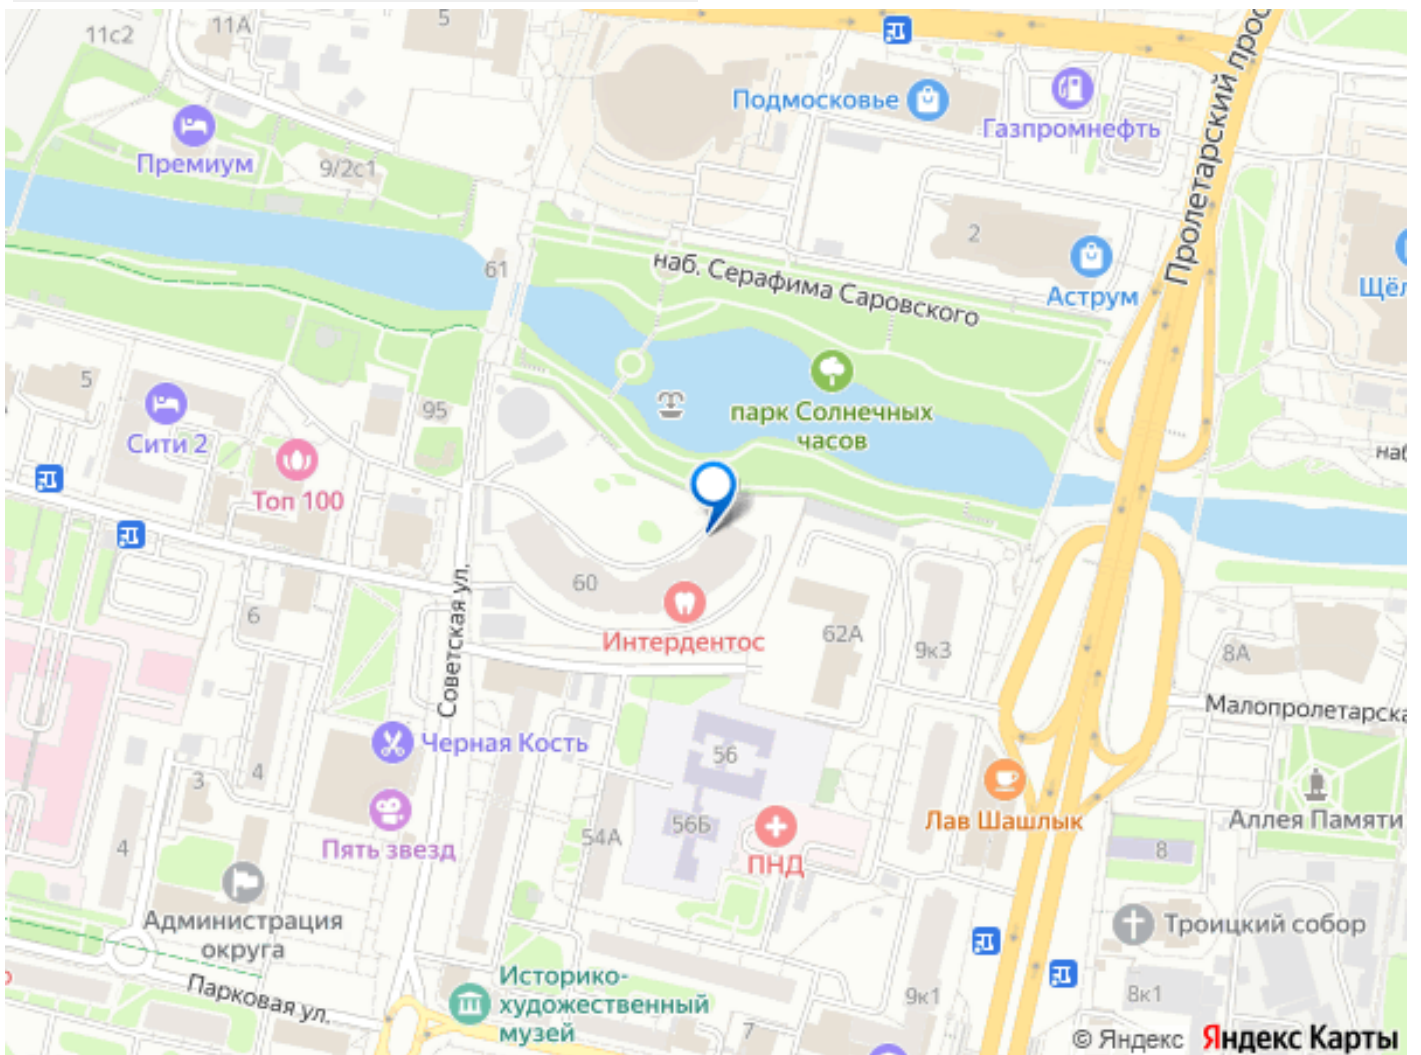 11с2
11А
5
Подмосковье
Газпромнефть
Пролетарский прос
Премиум
9/2с1
2
61
наб. Серафима Саровского
Аструм
Щёл
5
Сити 2
95
парк Солнечных
часов
наб
Топ 100
60
Интердентос
62А
9к3
8А
6
Советская ул.
Малопролетарска
Черная Кость
56
3
4
Лав Шашлык
Аллея Памяти
Пять звезд
54А
56Б
ПНД
4
8
Администрация
округа
Троицкий собор
Парковая ул.
Историко-
художественный
музей
7
9к1
8к1
© Яндекс Яндекс Карты